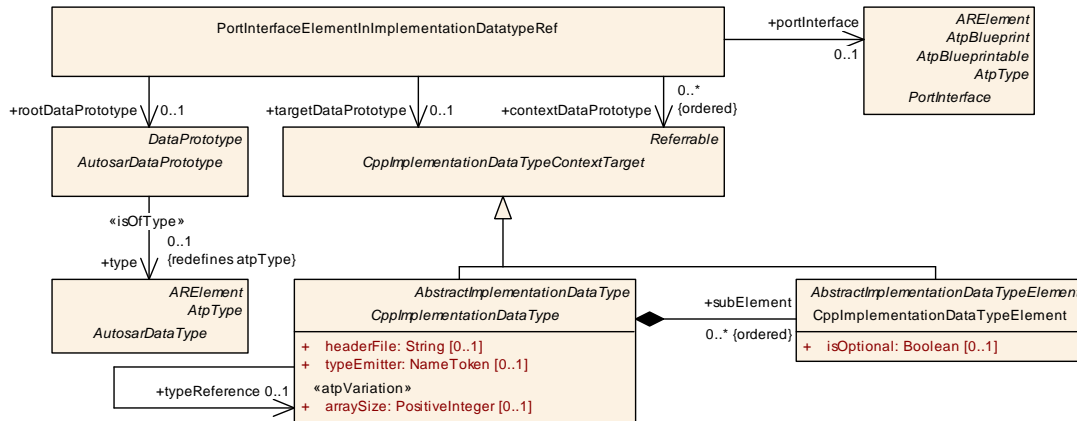 PortInterfaceElementInImplementationDatatypeRef
+portInterface
0..1
ARElement
AtpBlueprint
AtpBlueprintable
AtpType
PortInterface
+rootDataPrototype
0..1
+targetDataPrototype
0..1
+contextDataPrototype
0..*
{ordered}
DataPrototype
AutosarDataPrototype
Referrable
CppImplementationDataTypeContextTarget
«isOfType»
+type
0..1
{redefines atpType}
ARElement
AtpType
AutosarDataType
AbstractImplementationDataType
CppImplementationDataType
+ headerFile: String [0..1]
+ typeEmitter: NameToken [0..1]
«atpVariation»
+ arraySize: PositiveInteger [0..1]
+typeReference 0..1
+subElement
0..* {ordered}
AbstractImplementationDataTypeElement
CppImplementationDataTypeElement
+ isOptional: Boolean [0..1]